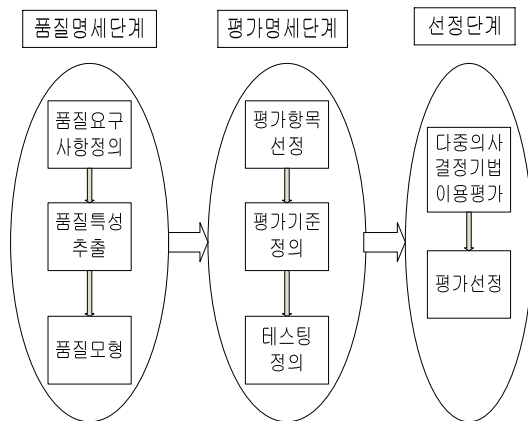 품질명세단계
평가명세단계
선정단계
품질요구
사항정의
품질특성
추출
품질모형
평가항목
선정
평가기준
정의
테스팅
정의
다중의사
결정기법
이용평가
평가선정